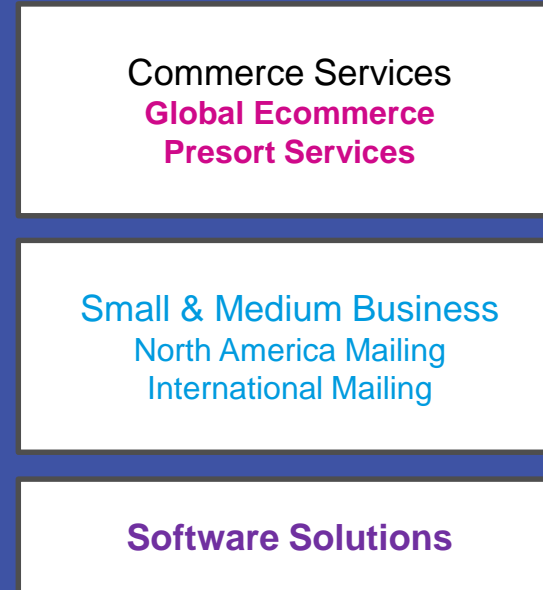 Commerce Services
Global Ecommerce
Presort Services
Small & Medium Business
North America Mailing
International Mailing
Software Solutions